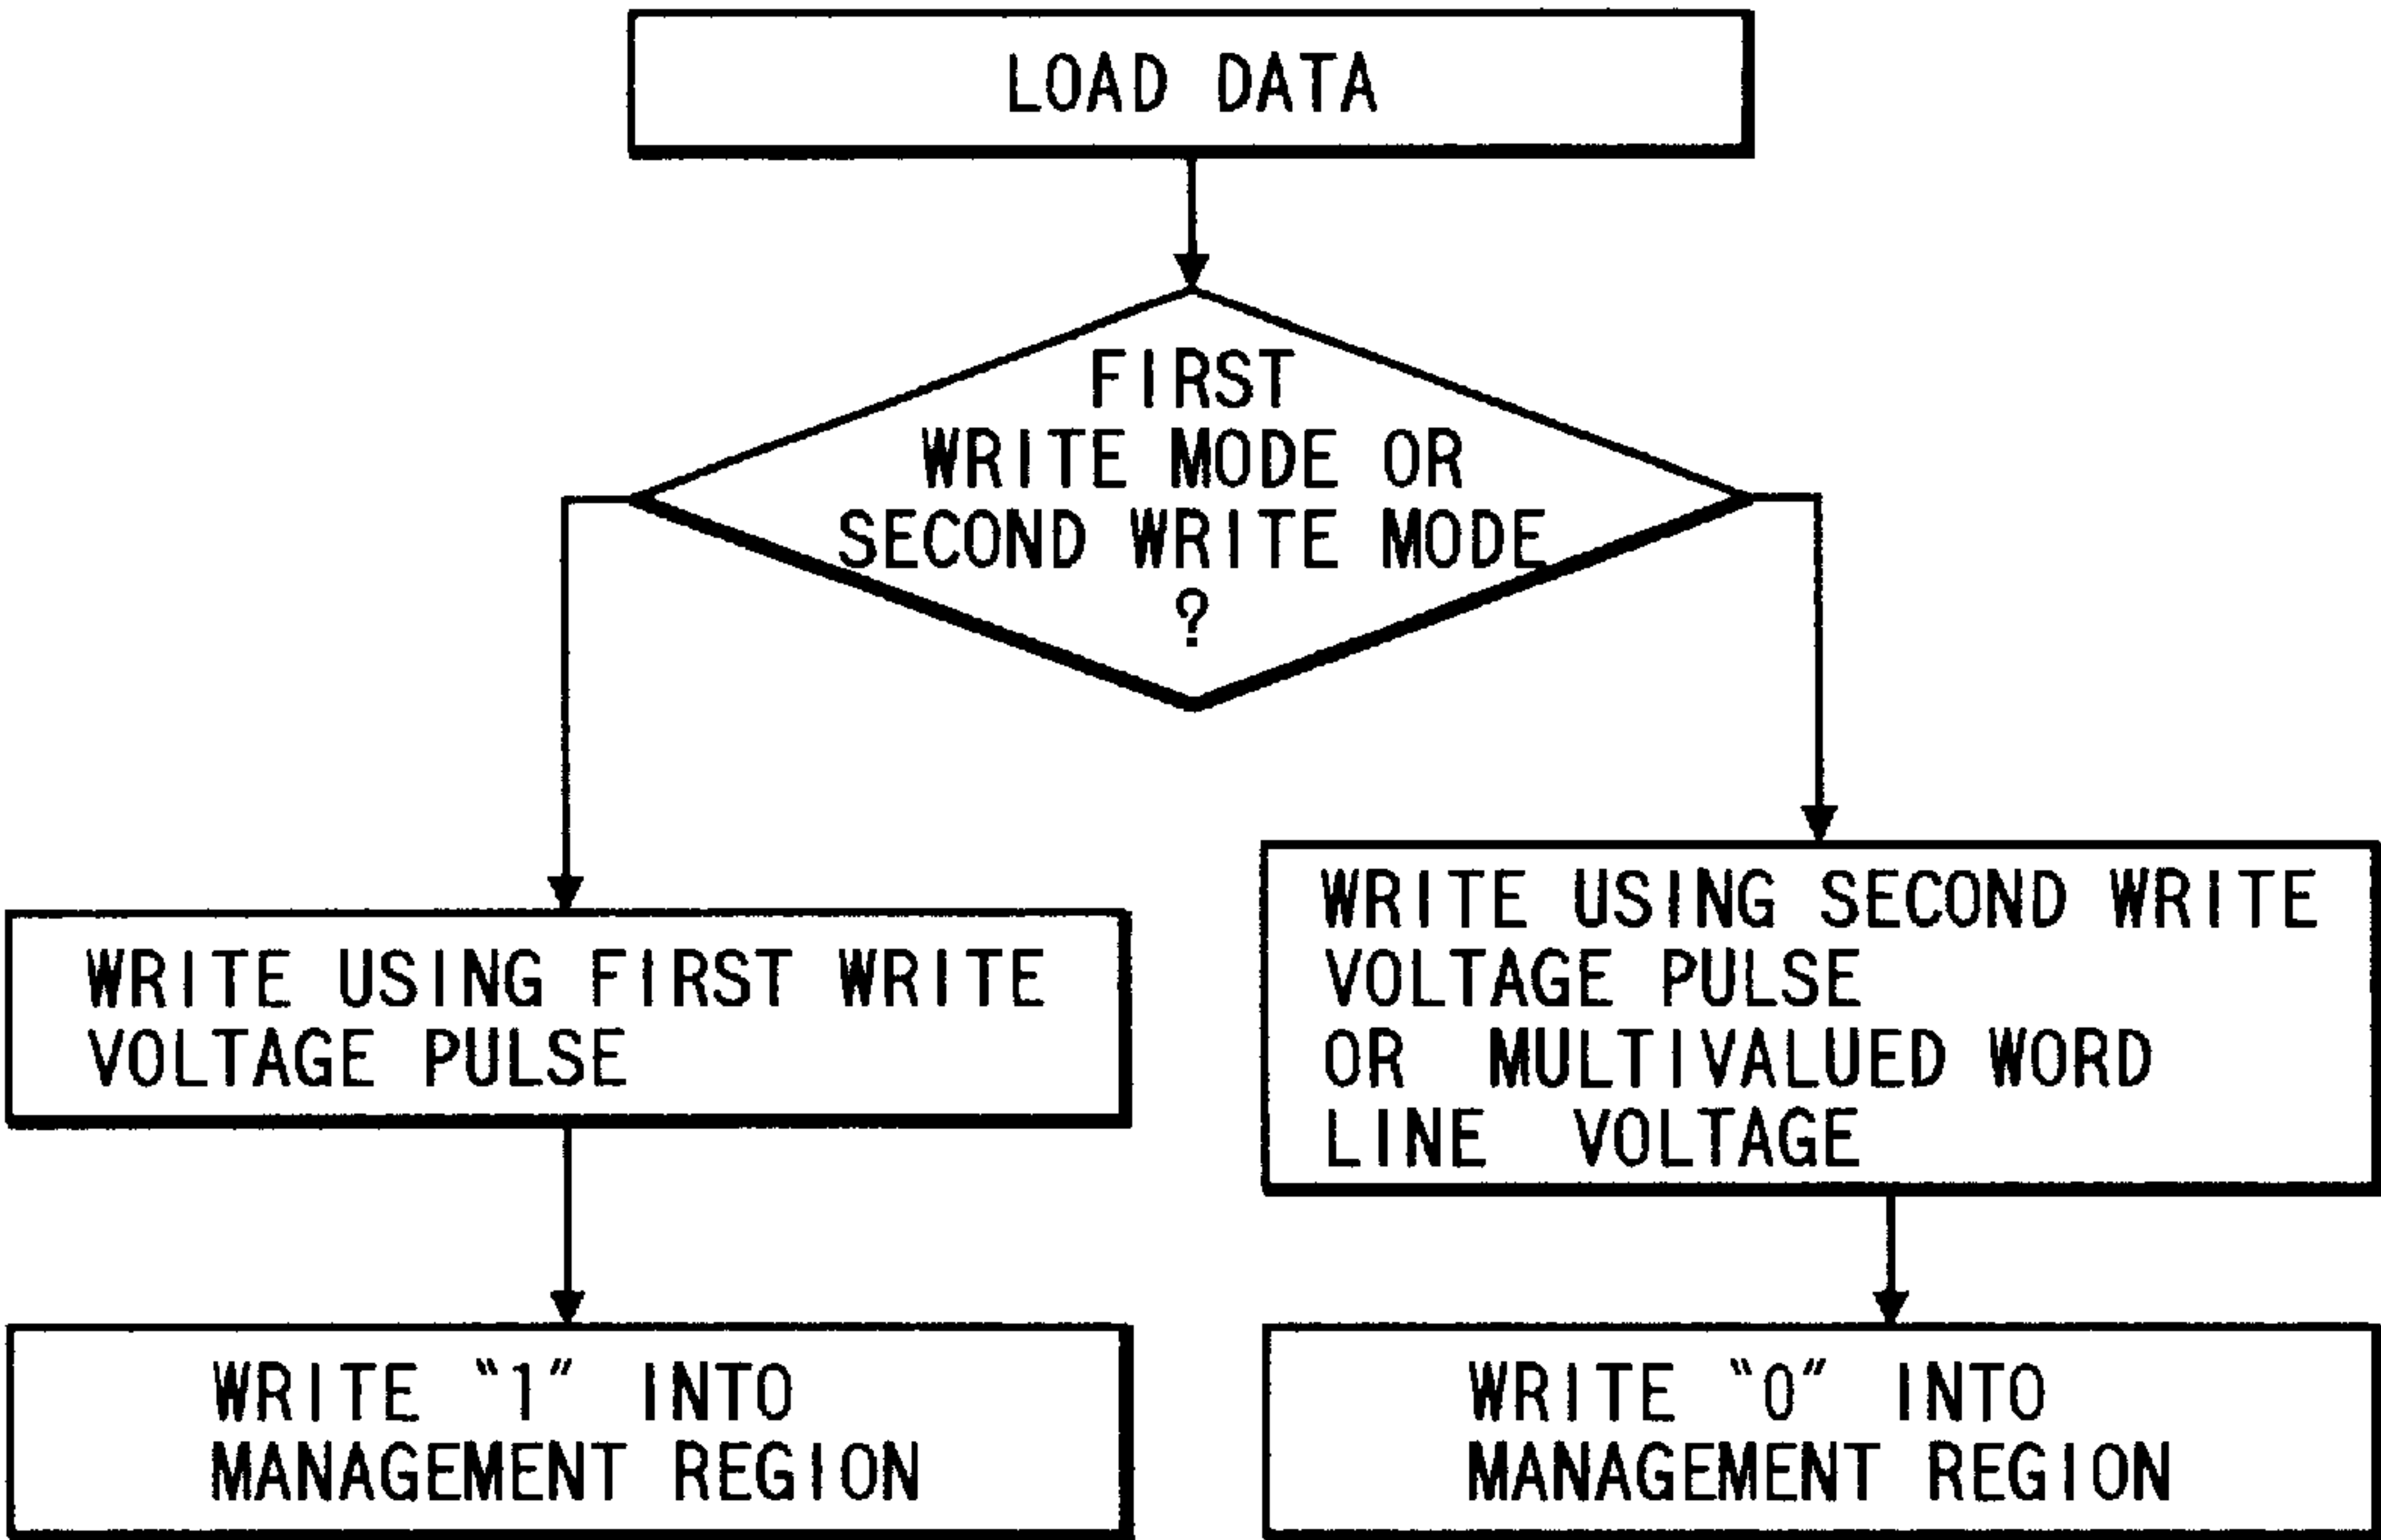 LOAD DATA
FIRST
WRITE MODE OR
SECOND WRITE MODE
?
WRITE USING FIRST WRITE
VOLTAGE PULSE
WRITE USING SECOND WRITE
VOLTAGE PULSE
OR MULTIVALUED WORD
LINE VOLTAGE
WRITE “1” INTO
MANAGEMENT REGION
WRITE “0” INTO
MANAGEMENT REGION